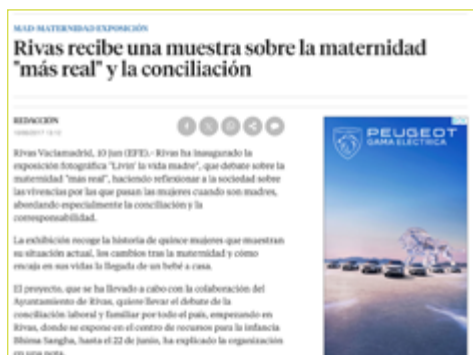 MAD MATERNIDAD EXPOSICIÓN
Rivas recibe una muestra sobre la maternidad
"más real" y la conciliación
REDACCIÓN
10/06/2017
PEUGEOT
GAMA ELÉCTRICA
Rivas Vaciamadrid, 10 jun (EFE).- Rivas ha inaugurado la
exposición fotográfica "Livin' la vida madre", que debate sobre la
maternidad "más real", haciendo reflexionar a la sociedad sobre
las vivencias por las que pasan las mujeres cuando son madres,
abordando especialmente la conciliación y la
corresponsabilidad.
La exhibición recoge la historia de quince mujeres que muestran
su situación actual, los cambios tras la maternidad y cómo
encaja en sus vidas la llegada de un bebé a casa.
El proyecto, que se ha llevado a cabo con la colaboración del
Ayuntamiento de Rivas, quiere llevar el debate de la
conciliación laboral y familiar por todo el país, empezando en
Rivas, donde se expone en el centro de recursos para la infancia
Bhima Sangha, hasta el 22 de junio, ha explicado la organización
en una nota.